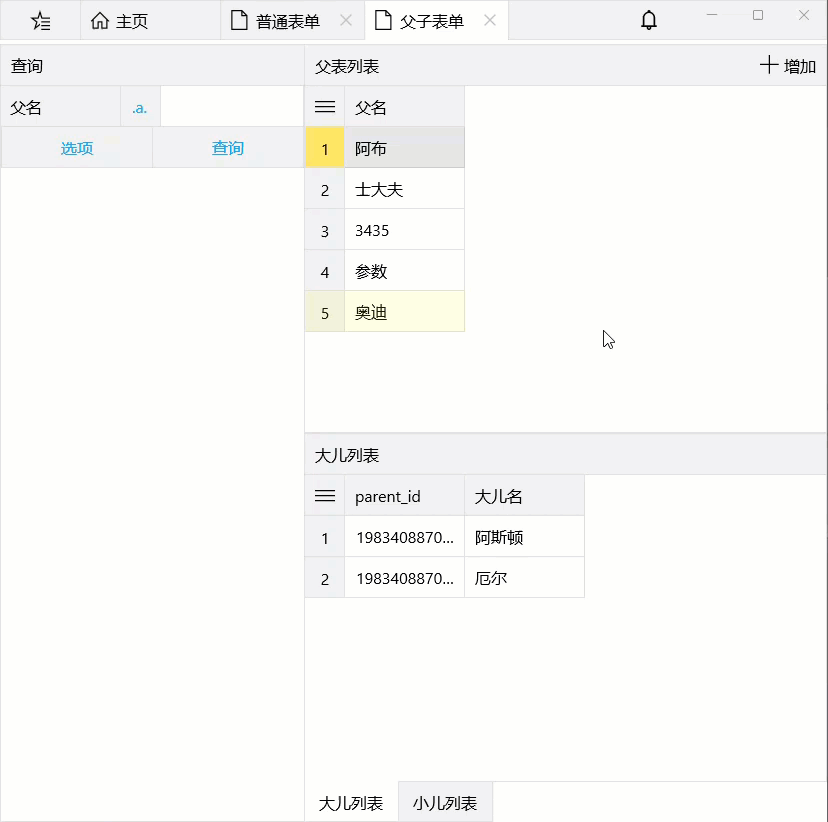 主页 普通表单 父子表单
查询
父名 .a.
选项 查询
父表列表 增加
父名
1 阿布
2 士大夫
3 3435
4 参数
5 奥迪
大儿列表
parent_id 大儿名
1 1983408870... 阿斯顿
2 1983408870... 厄尔
大儿列表 小儿列表